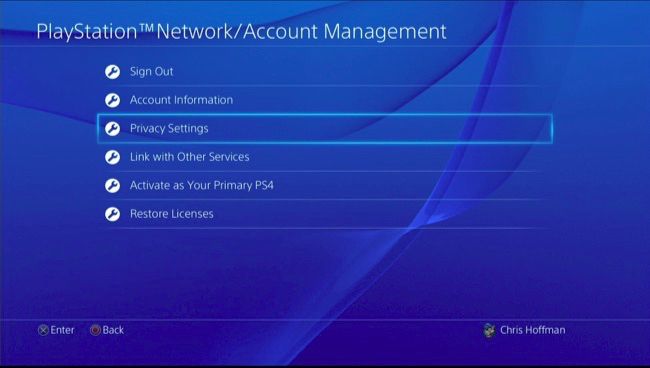 PlayStation™Network/Account Management
Sign Out
Account Information
Privacy Settings
Link with Other Services
Activate as Your Primary PS4
Restore Licenses
Enter Back Chris Hoffman